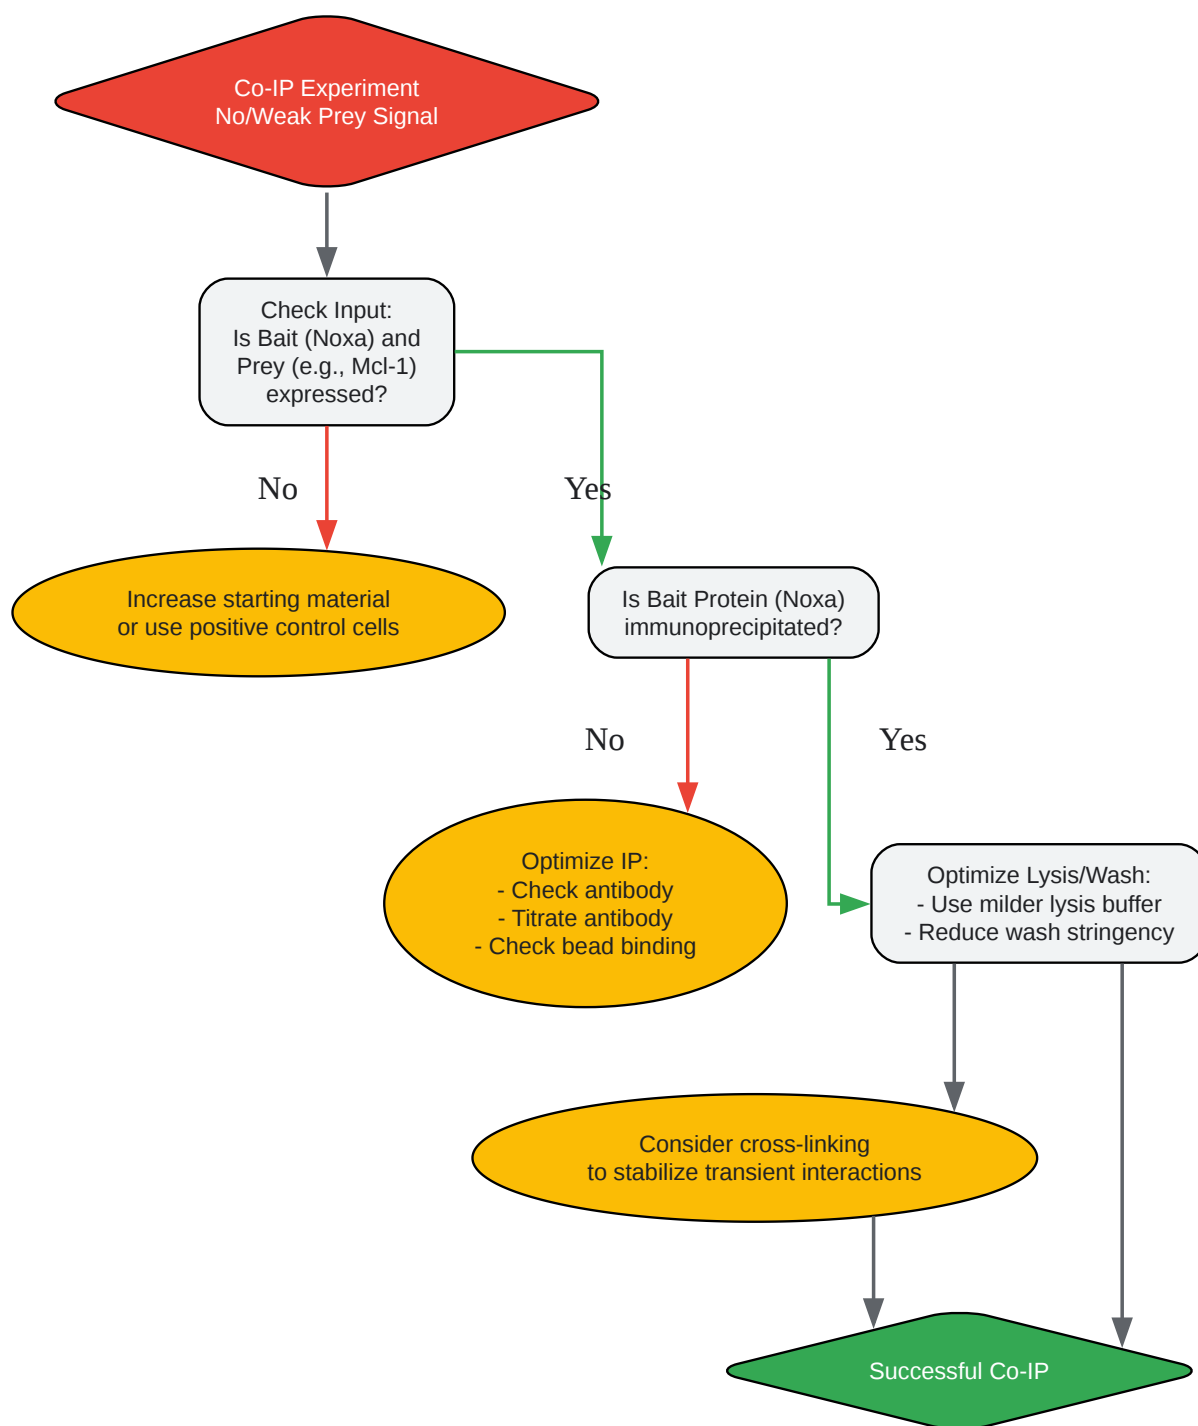 Co-IP Experiment
No/Weak Prey Signal
Check Input:
Is Bait (Noxa) and
Prey (e.g., Mcl-1)
expressed?
No
Yes
Increase starting material
or use positive control cells
Is Bait Protein (Noxa)
immunoprecipitated?
No
Yes
Optimize IP:
- Check antibody
- Titrate antibody
- Check bead binding
Optimize Lysis/Wash:
- Use milder lysis buffer
- Reduce wash stringency
Consider cross-linking
to stabilize transient interactions
Successful Co-IP